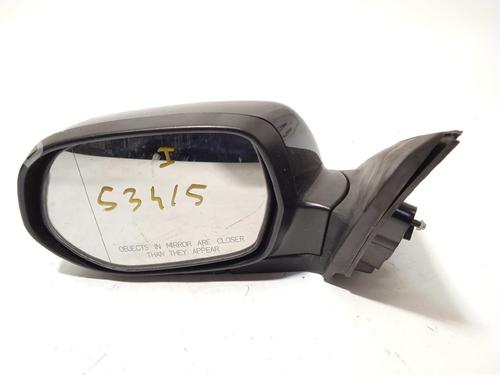 I
53415
OBJECTS IN MIRROR ARE CLOSER
THAN THEY APPEAR